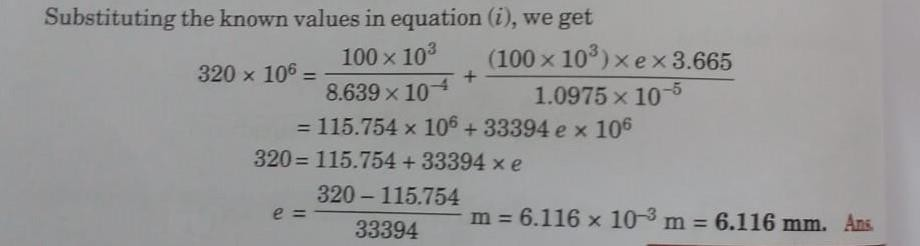 Substituting the known values in equation (i), we get
320 × 10⁶ = 100 × 10³ / 8.639 × 10⁻⁴ + (100 × 10³) × e × 3.665 / 1.0975 × 10⁻⁵
= 115.754 × 10⁶ + 33394 e × 10⁶
320 = 115.754 + 33394 × e
e = 320 – 115.754 / 33394 m = 6.116 × 10⁻³ m = 6.116 mm. Ans.